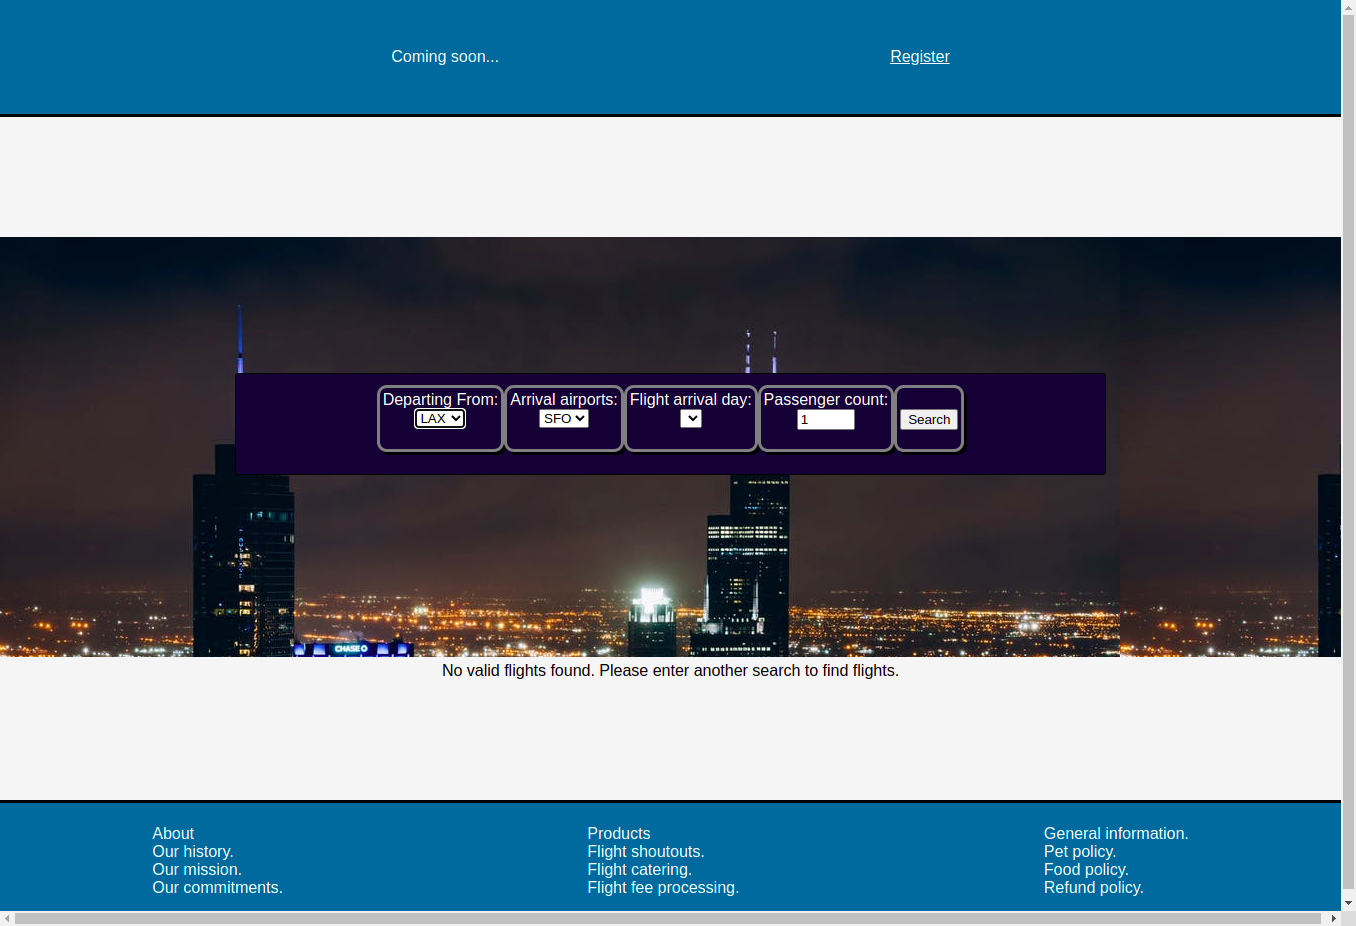 Coming soon...
Register
Departing From:
LAX
Arrival airports:
SFO
Flight arrival day:
Passenger count:
1
Search
CHASE
No valid flights found. Please enter another search to find flights.
About
Our history.
Our mission.
Our commitments.
Products
Flight shoutouts.
Flight catering.
Flight fee processing.
General information.
Pet policy.
Food policy.
Refund policy.